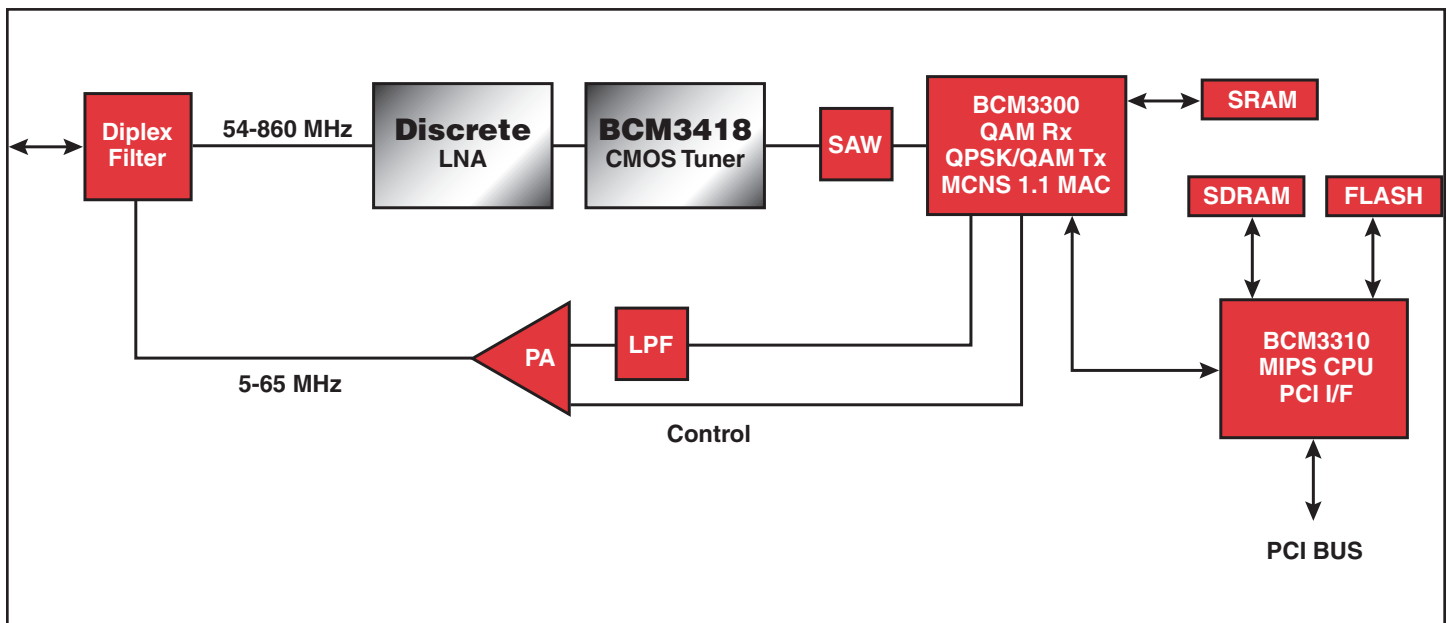 Diplex
Filter
54-860 MHz
Discrete
LNA
BCM3418
CMOS Tuner
SAW
BCM3300
QAM Rx
QPSK/QAM Tx
MCNS 1.1 MAC
SRAM
SDRAM
FLASH
PA
LPF
5-65 MHz
Control
BCM3310
MIPS CPU
PCI I/F
PCI BUS